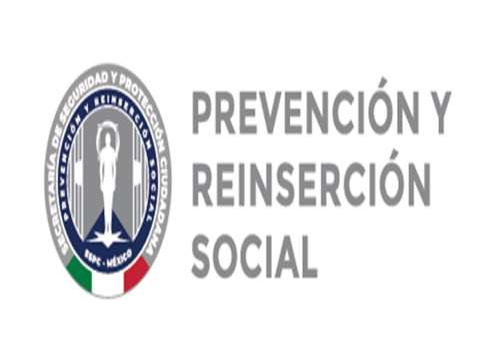 SECRETARÍA DE SEGURIDAD Y PROTECCIÓN CIUDADANA
PREVENCIÓN Y REINSERCIÓN SOCIAL
SSPC - MÉXICO
PREVENCIÓN Y
REINSERCIÓN
SOCIAL